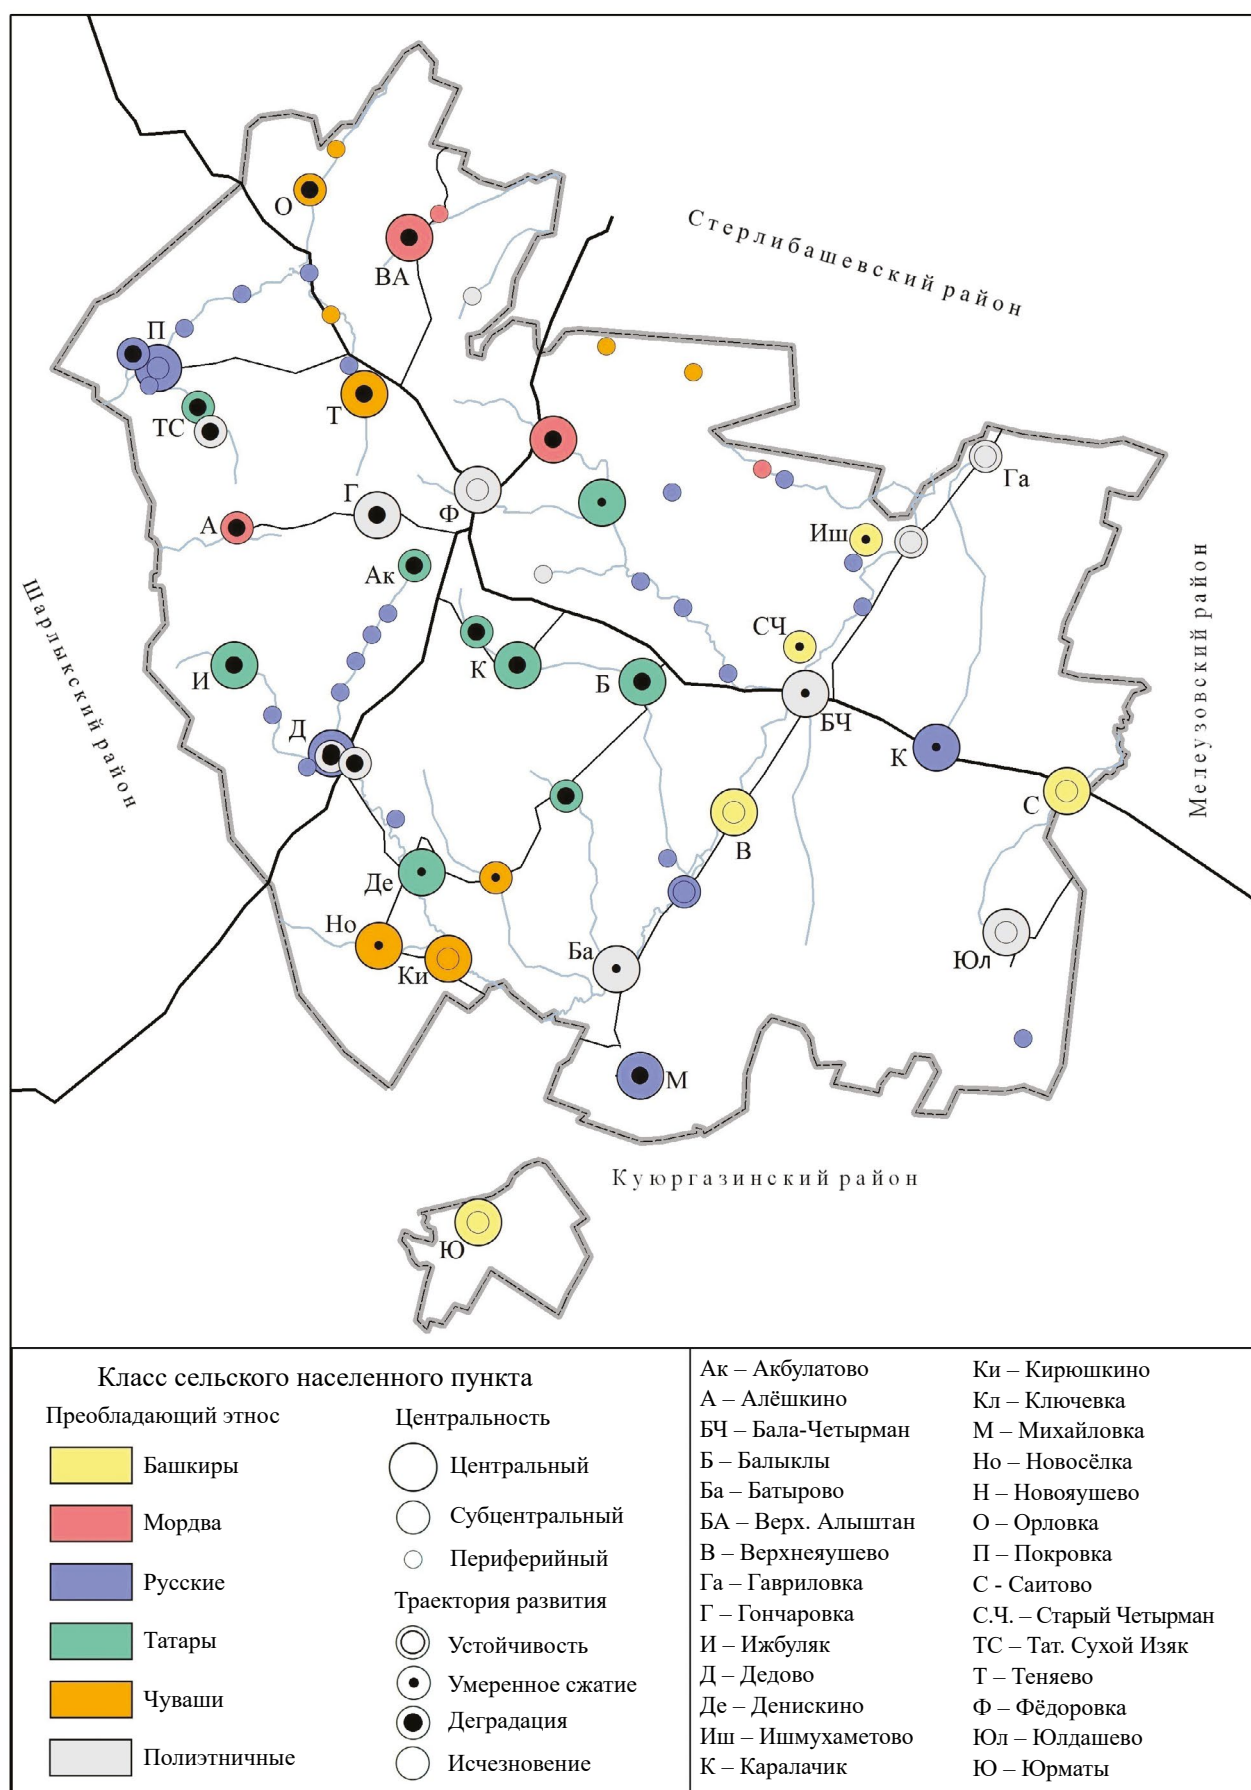 О
ВА
Стерлибашевский район
П
Т
ТС
Г
Ф
Га
А
Иш
Ак
Шарлыкский район
Мелеузовский район
СЧ
И
К
Б
БЧ
Д
К
С
В
Де
Но
Ки
Ба
Юл
М
Куюргазинский район
Ю
Класс сельского населенного пункта
Преобладающий этнос
Башкиры
Мордва
Русские
Татары
Чуваши
Полиэтничные
Центральность
Центральный
Субцентральный
Периферийный
Траектория развития
Устойчивость
Умеренное сжатие
Деградация
Исчезновение
Ак – Акбулатово
А – Алёшкино
БЧ – Бала-Четырман
Б – Балыклы
Ба – Батырово
БА – Верх. Алыштан
В – Верхнеяушево
Га – Гавриловка
Г – Гончаровка
И – Ижбуляк
Д – Дедово
Де – Денискино
Иш – Ишмухаметово
К – Каралачик
Ки – Кирюшкино
Кл – Ключевка
М – Михайловка
Но – Новосёлка
Н – Новояушево
О – Орловка
П – Покровка
С - Саитово
С.Ч. – Старый Четырман
ТС – Тат. Сухой Изяк
Т – Теняево
Ф – Фёдоровка
Юл – Юлдашево
Ю – Юрматы